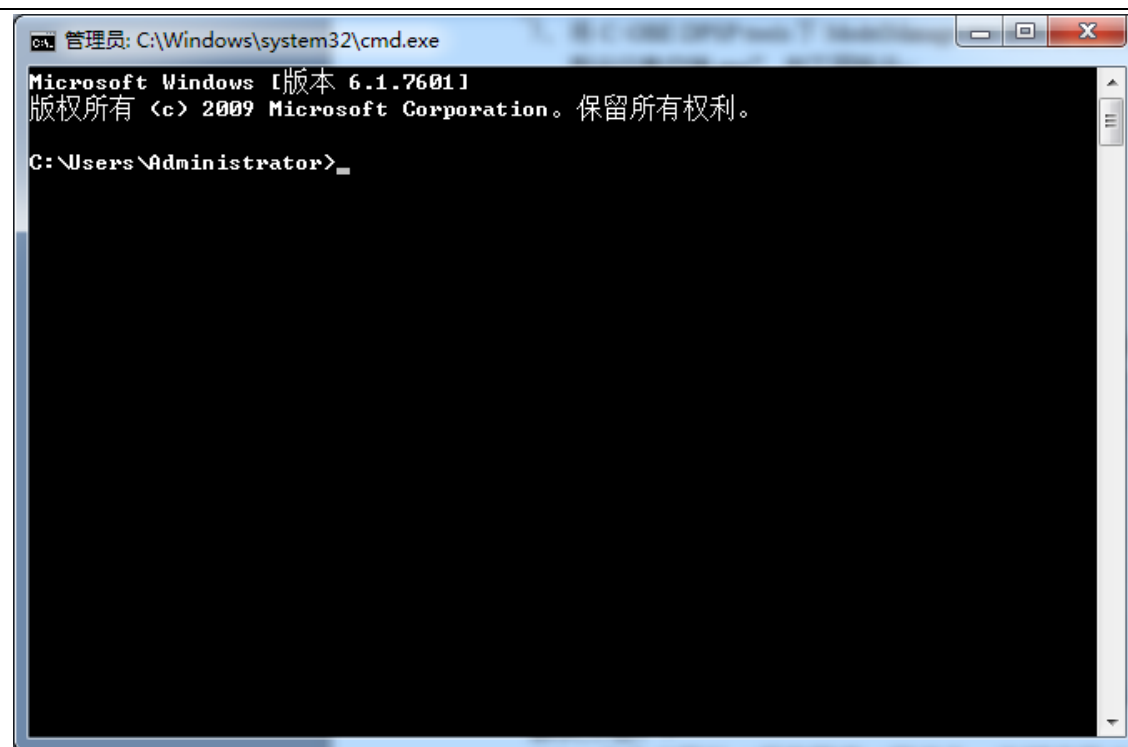 管理员: C:\Windows\system32\cmd.exe
Microsoft Windows [版本 6.1.7601]
版权所有 (c) 2009 Microsoft Corporation。保留所有权利。
C:\Users\Administrator>